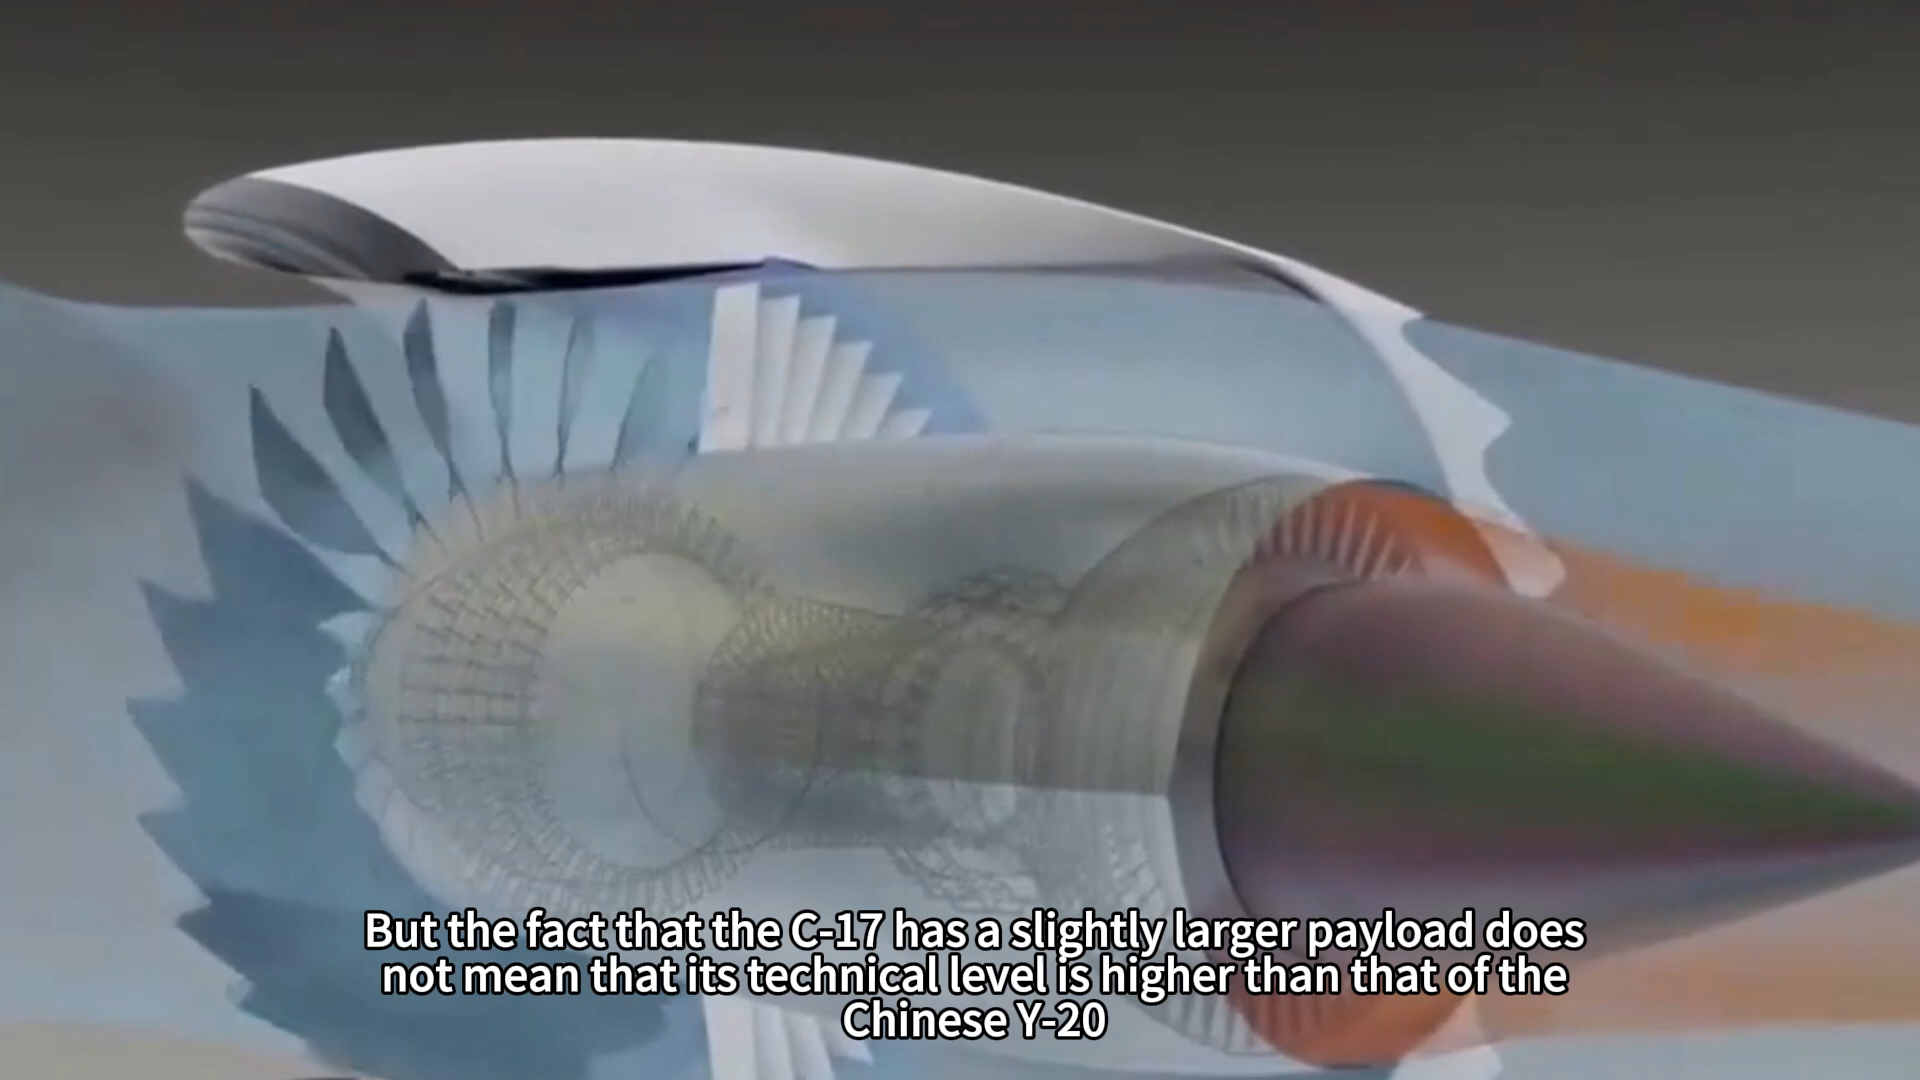 But the fact that the C-17 has a slightly larger payload does
not mean that its technical level is higher than that of the
Chinese Y-20